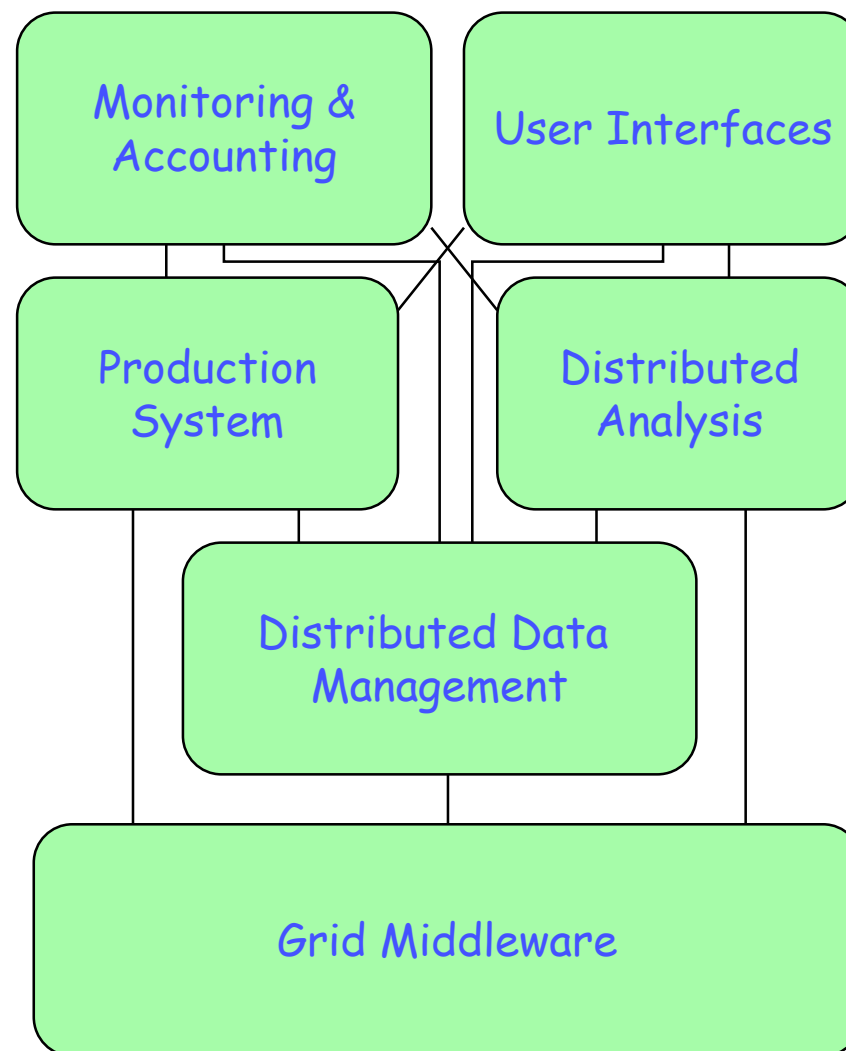 Monitoring &
Accounting
User Interfaces
Production
System
Distributed
Analysis
Distributed Data
Management
Grid Middleware